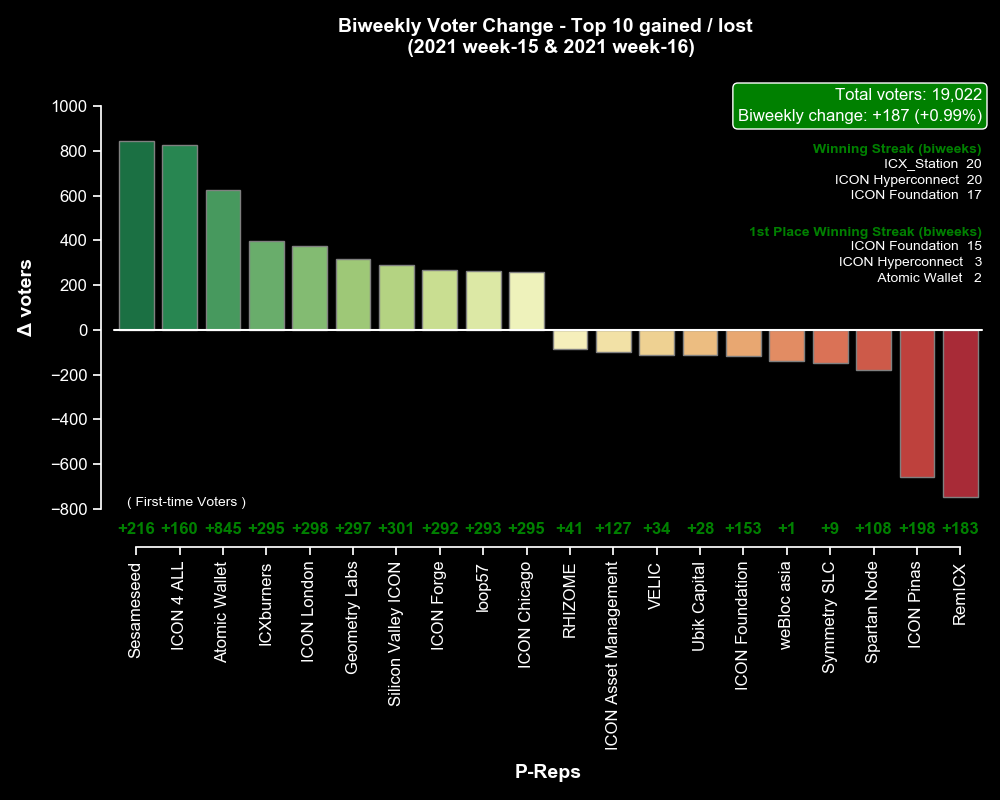 Biweekly Voter Change - Top 10 gained / lost
(2021 week-15 & 2021 week-16)
Total voters: 19,022
Biweekly change: +187 (+0.99%)
Winning Streak (biweeks)
ICX_Station 20
ICON Hyperconnect 20
ICON Foundation 17
1st Place Winning Streak (biweeks)
ICON Foundation 15
ICON Hyperconnect 3
Atomic Wallet 2
Δ voters
1000
800
600
400
200
0
−200
−400
−600
−800
( First-time Voters )
+216 +160 +845 +295 +298 +297 +301 +292 +293 +295 +41 +127 +34 +28 +153 +1 +9 +108 +198 +183
Sesameseed
ICON 4 ALL
Atomic Wallet
ICXburners
ICON London
Geometry Labs
Silicon Valley ICON
ICON Forge
loop57
ICON Chicago
RHIZOME
ICON Asset Management
VELIC
Ubik Capital
ICON Foundation
weBloc asia
Symmetry SLC
Spartan Node
ICON Pinas
RemICX
P-Reps